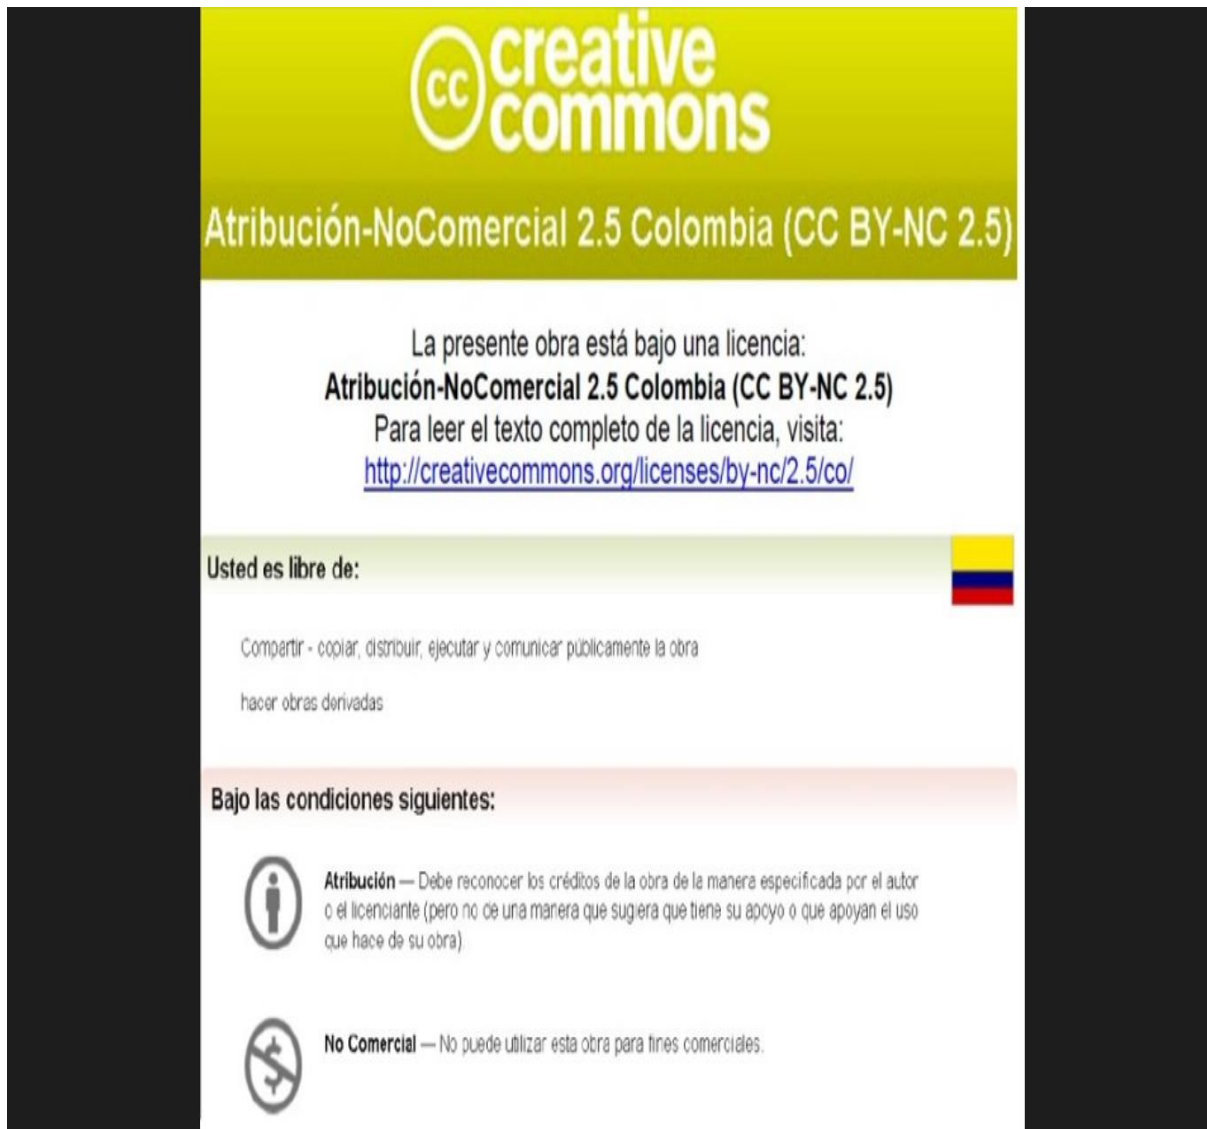 cc creative
commons
Atribución-NoComercial 2.5 Colombia (CC BY-NC 2.5)
La presente obra está bajo una licencia:
Atribución-NoComercial 2.5 Colombia (CC BY-NC 2.5)
Para leer el texto completo de la licencia, visita:
http://creativecommons.org/licenses/by-nc/2.5/co/
Usted es libre de:
Compartir - copiar, distribuir, ejecutar y comunicar públicamente la obra
hacer obras derivadas
Bajo las condiciones siguientes:
Atribución — Debe reconocer los créditos de la obra de la manera especificada por el autor
o el licenciante (pero no de una manera que sugiera que tiene su apoyo o que apoyan el uso
que hace de su obra).
No Comercial — No puede utilizar esta obra para fines comerciales.